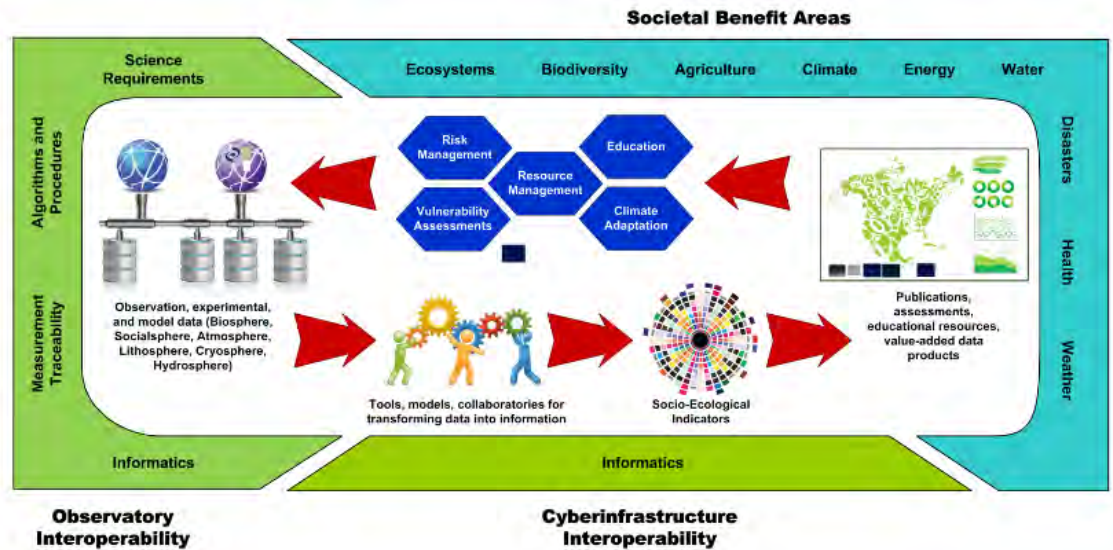 Societal Benefit Areas
Science
Requirements
Ecosystems
Biodiversity
Agriculture
Climate
Energy
Water
Algorithms and
Procedures
Measurement
Traceability
Disasters
Health
Weather
Risk
Management
Education
Resource
Management
Vulnerability
Assessments
Climate
Adaptation
Observation, experimental,
and model data (Biosphere,
Socialsphere, Atmosphere,
Lithosphere, Cryosphere,
Hydrosphere)
Tools, models, collaboratories for
transforming data into information
Socio-Ecological
Indicators
Publications,
assessments,
educational resources,
value-added data
products
Informatics
Informatics
Observatory
Interoperability
Cyberinfrastructure
Interoperability